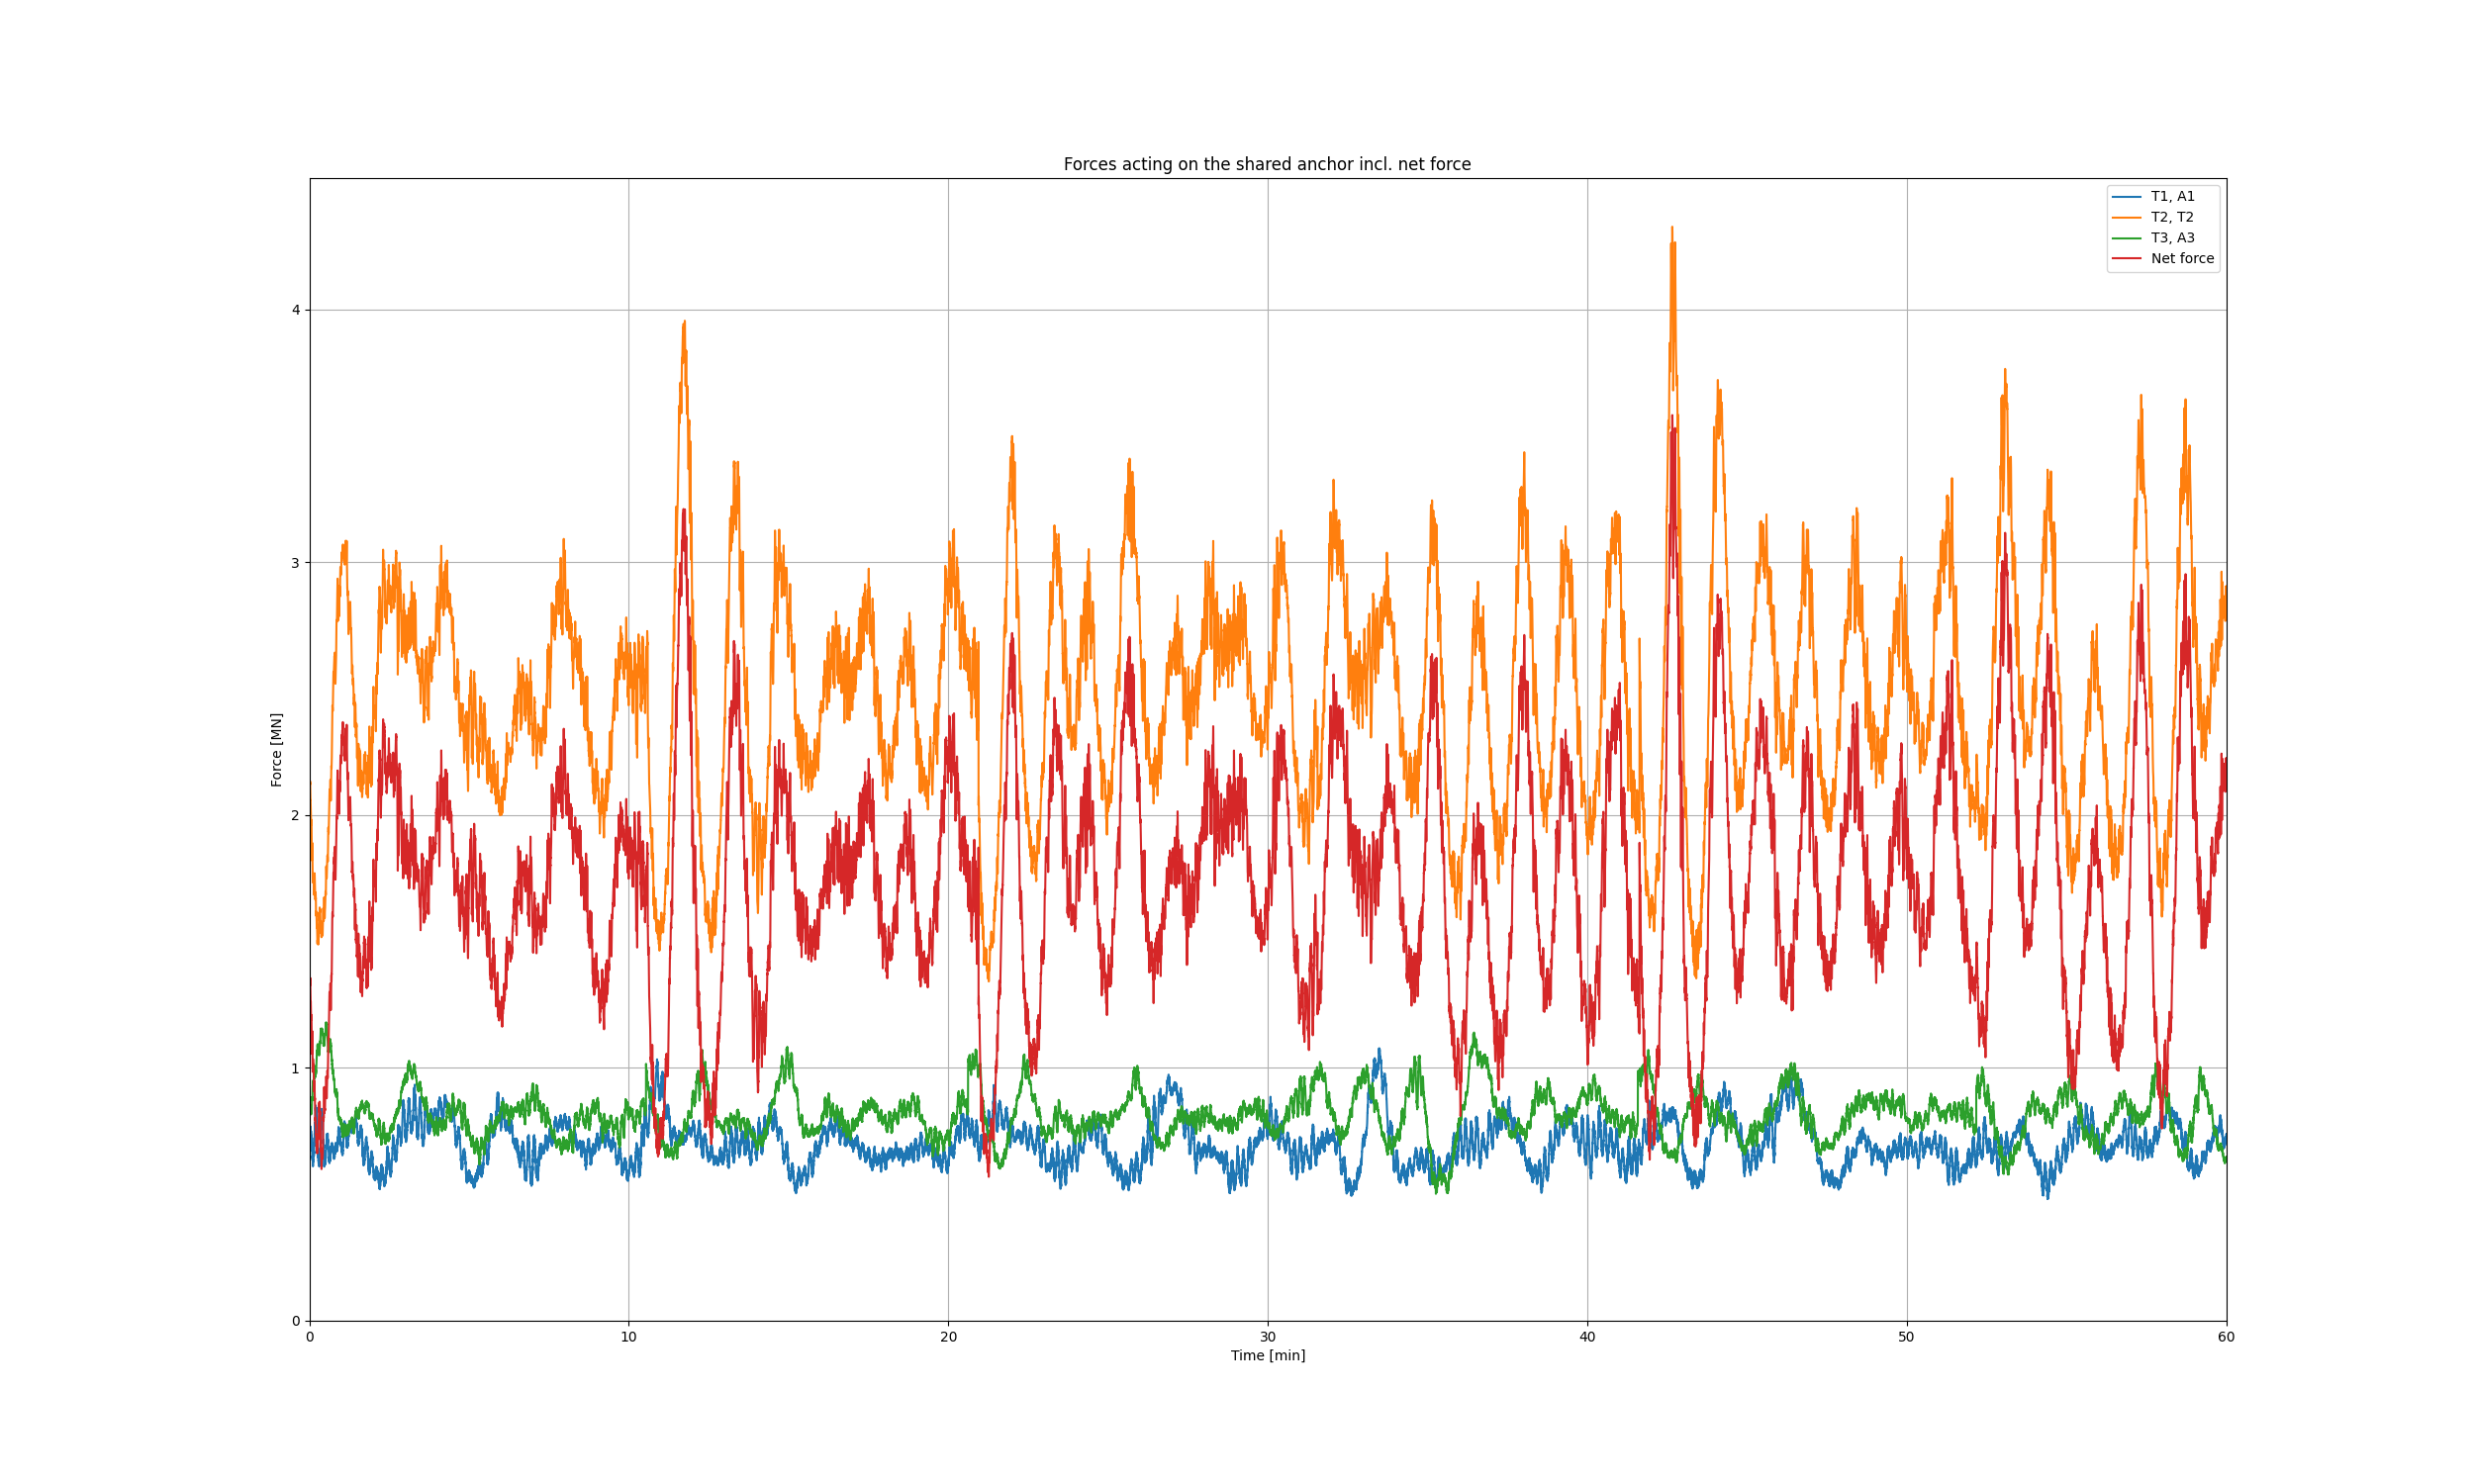 Forces acting on the shared anchor incl. net force
T1, A1
T2, T2
T3, A3
Net force
4
3
2
1
0
Force [MN]
0 10 20 30 40 50 60
Time [min]